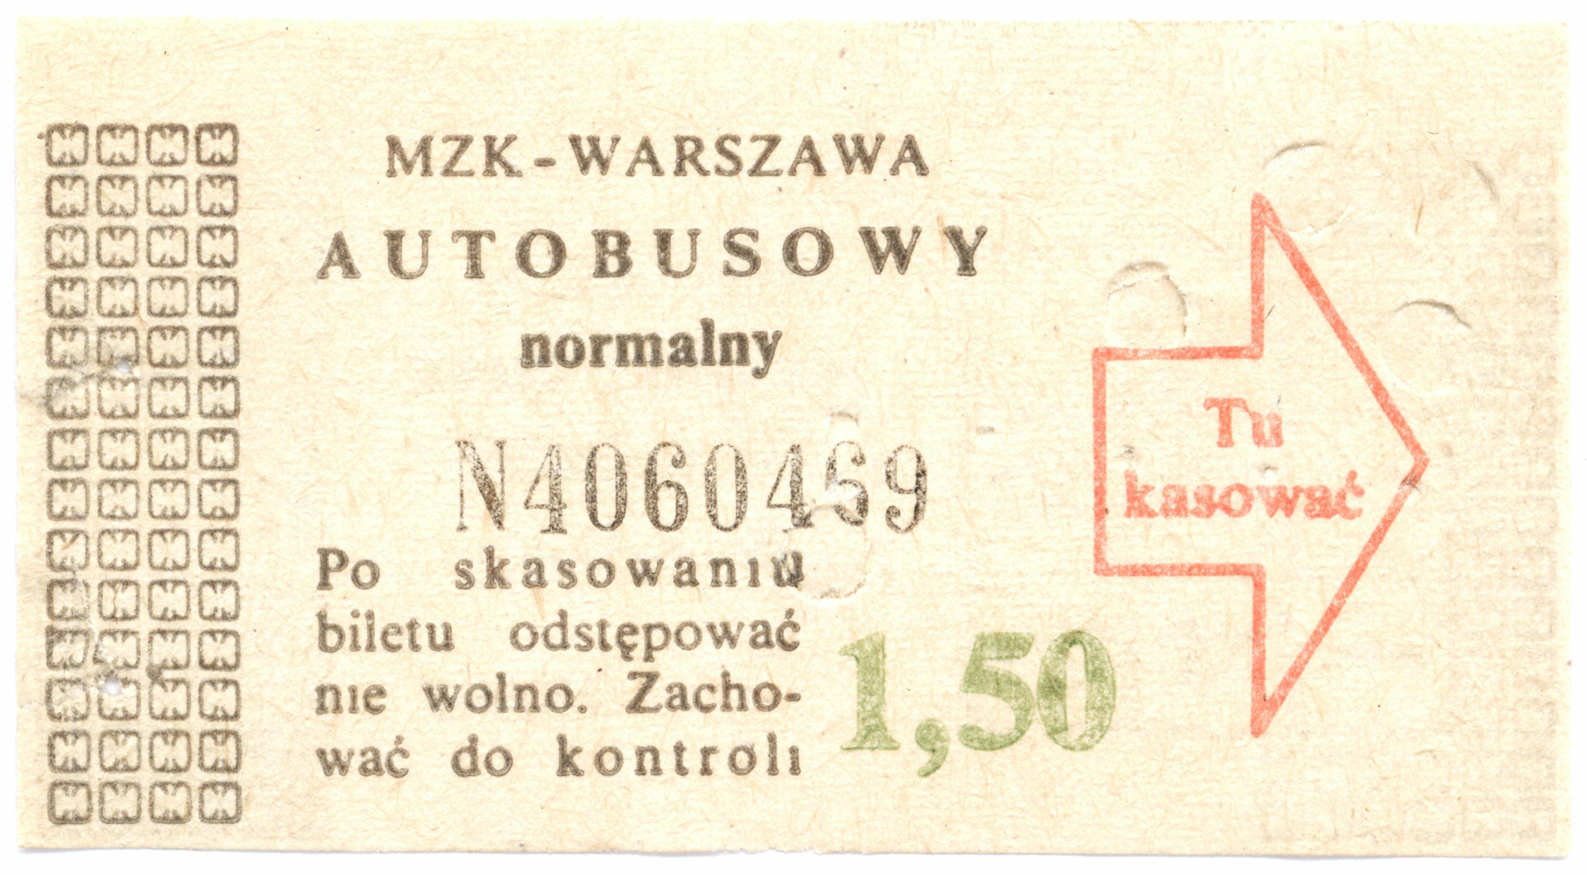 MZK-WARSZAWA
AUTOBUSOWY
normalny
N4060469
Tu
kasować
Po skasowaniu
biletu odstępować
nie wolno. Zacho-
wać do kontroli
1,50